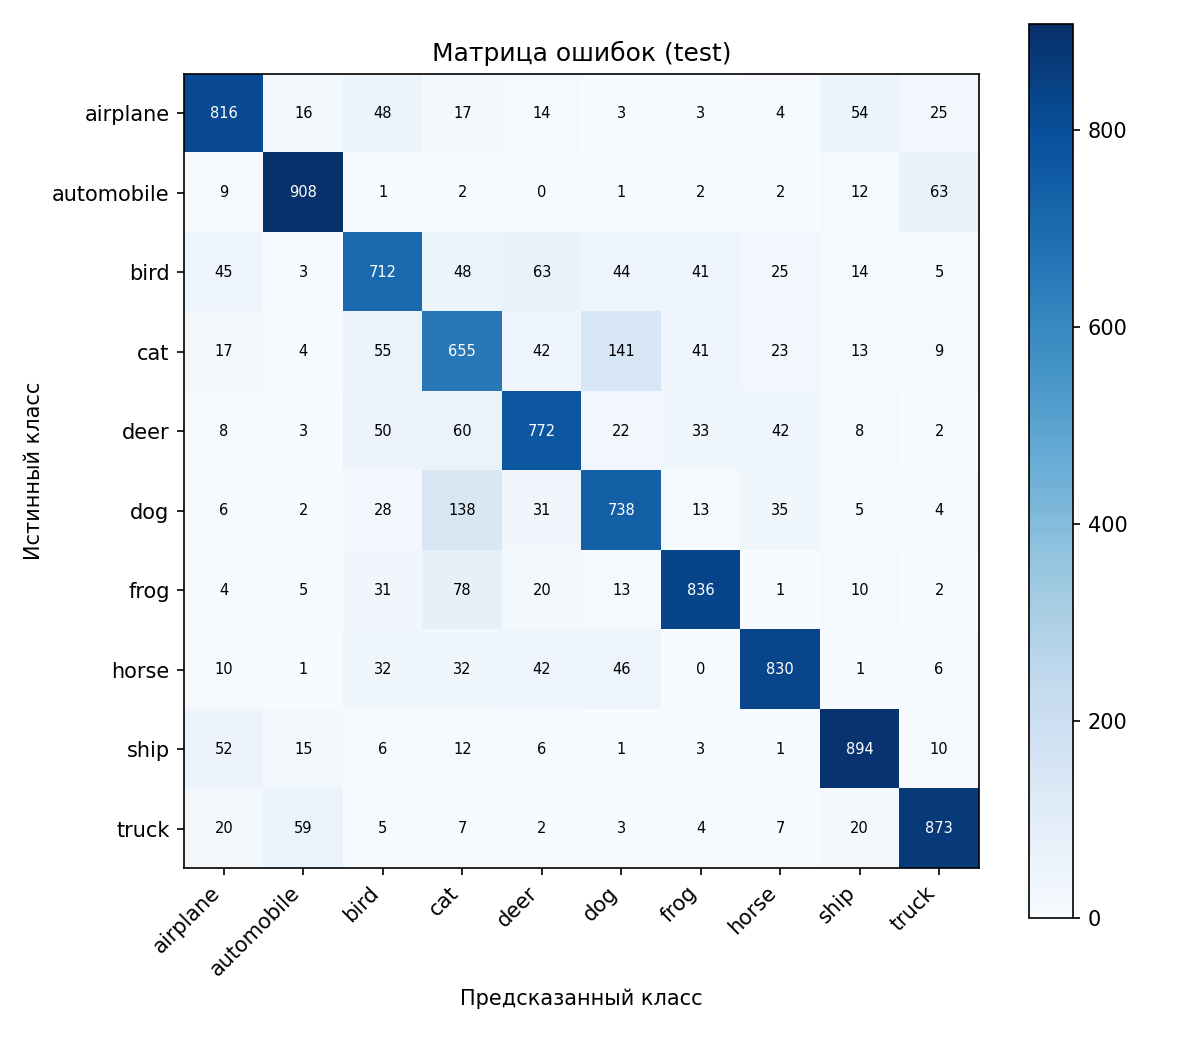 Матрица ошибок (test)
airplane 816 16 48 17 14 3 3 4 54 25
automobile 9 908 1 2 0 1 2 2 12 63
bird 45 3 712 48 63 44 41 25 14 5
cat 17 4 55 655 42 141 41 23 13 9
deer 8 3 50 60 772 22 33 42 8 2
dog 6 2 28 138 31 738 13 35 5 4
frog 4 5 31 78 20 13 836 1 10 2
horse 10 1 32 32 42 46 0 830 1 6
ship 52 15 6 12 6 1 3 1 894 10
truck 20 59 5 7 2 3 4 7 20 873
airplane automobile bird cat deer dog frog horse ship truck
Предсказанный класс
Истинный класс
800
600
400
200
0